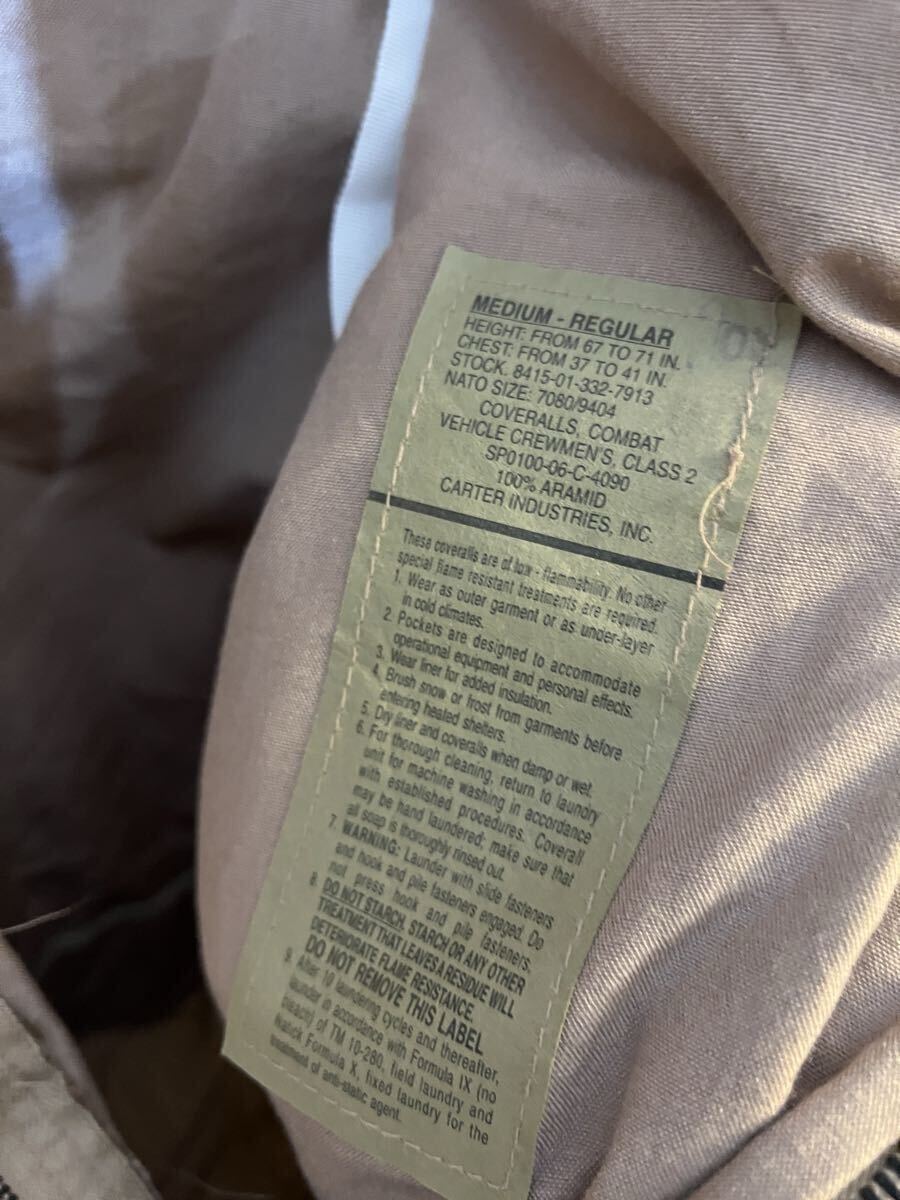 MEDIUM - REGULAR
HEIGHT: FROM 67 TO 71 IN.
CHEST: FROM 37 TO 41 IN.
STOCK. 8415-01-332-7913
NATO SIZE: 7080/9404
COVERALLS, COMBAT
VEHICLE CREWMEN'S, CLASS 2
SP0100-06-C-4090
100% ARAMID
CARTER INDUSTRIES, INC.
These coveralls are of low - flammability. No other
special flame resistant treatments are required.
1. Wear as outer garment or as under-layer
in cold climates.
2. Pockets are designed to accommodate
operational equipment and personal effects.
3. Wear liner for added insulation.
4. Brush snow or frost from garments before
entering heated shelters.
5. Dry liner and coveralls when damp or wet.
6. For thorough cleaning, return to laundry
unit for machine washing in accordance
with established procedures. Coverall
may be hand laundered; make sure that
all soap is thoroughly rinsed out.
7. WARNING: Launder with slide fasteners
and hook and pile fasteners engaged. Do
not press hook and pile fasteners.
8. DO NOT STARCH. STARCH OR ANY OTHER
TREATMENT THAT LEAVES A RESIDUE WILL
DETERIORATE FLAME RESISTANCE.
DO NOT REMOVE THIS LABEL
9. After 10 laundering cycles and thereafter,
launder in accordance with Formula IX (no
bleach) of TM 10-280, field laundry and
Natick Formula X, fixed laundry for the
treatment of anti-static agent.